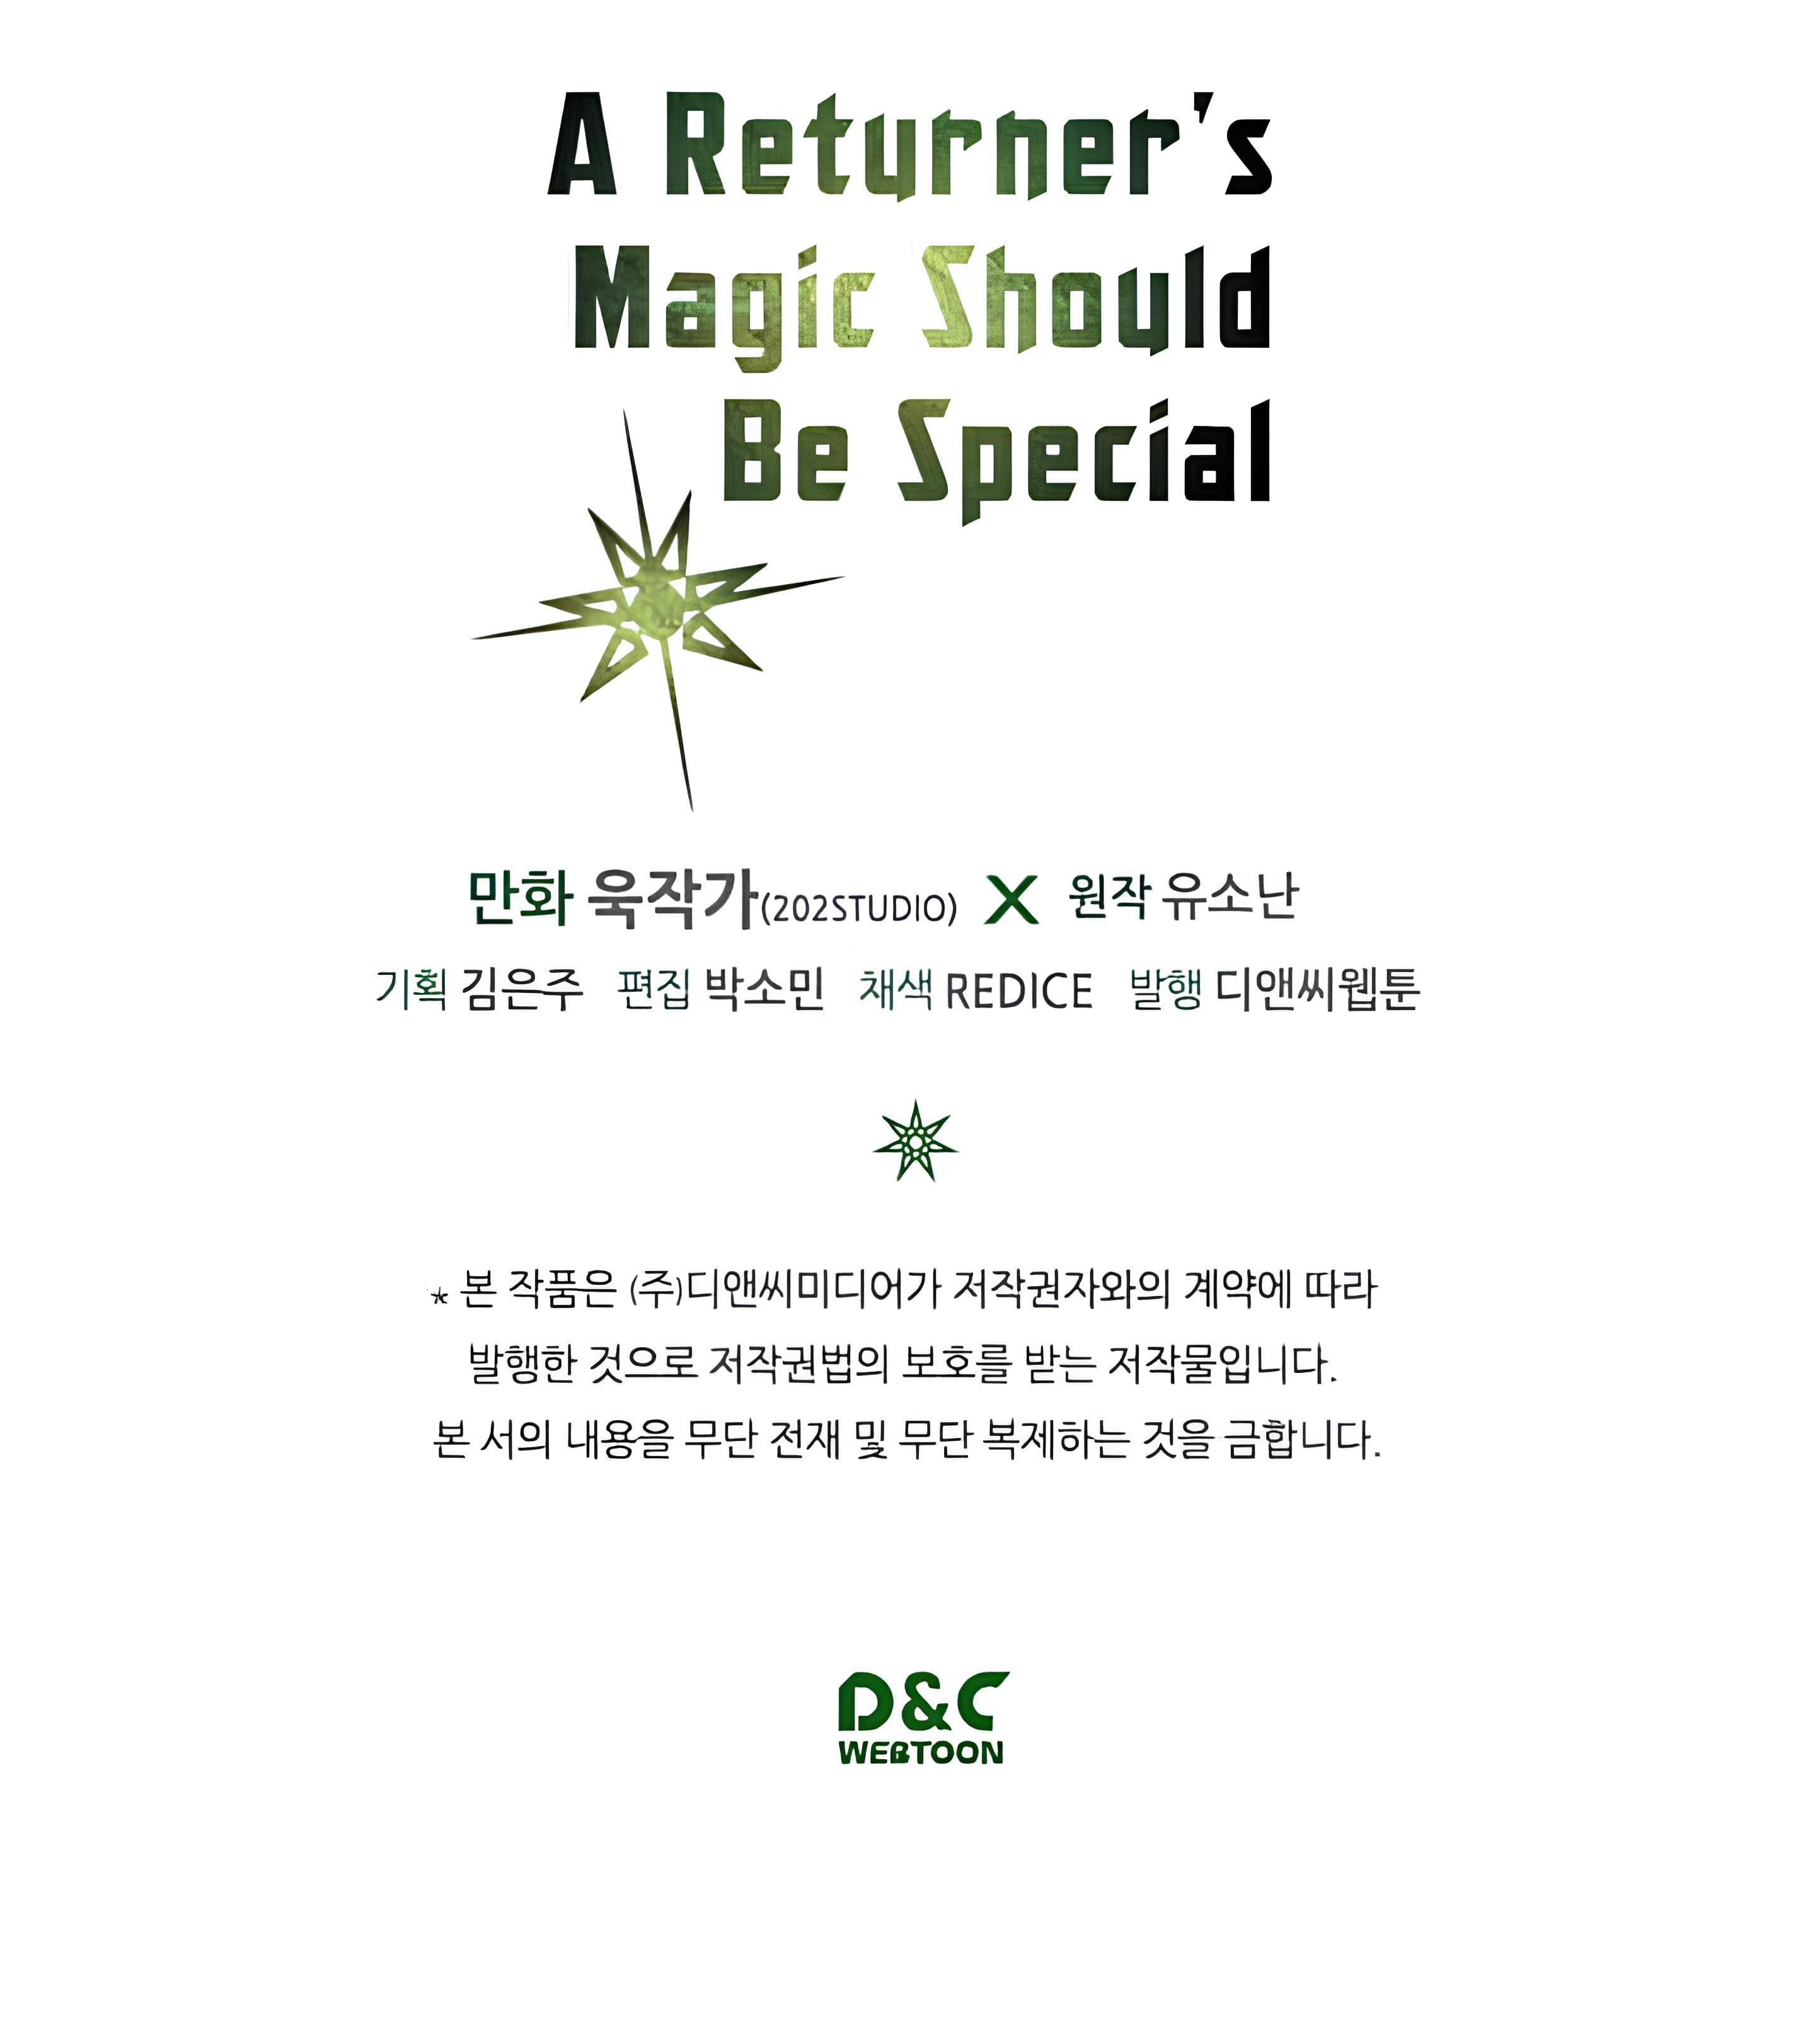 A Returner's
Magic Should
Be Special
만화 욱작가(202STUDIO) X 원작 유소난
기획 김은주 편집 박소민 채색 REDICE 발행 디앤씨웹툰
* 본 작품은 (주)디앤씨미디어가 저작권자와의 계약에 따라
발행한 것으로 저작권법의 보호를 받는 저작물입니다.
본 서의 내용을 무단 전재 및 무단 복제하는 것을 금합니다.
D&C
WEBTOON